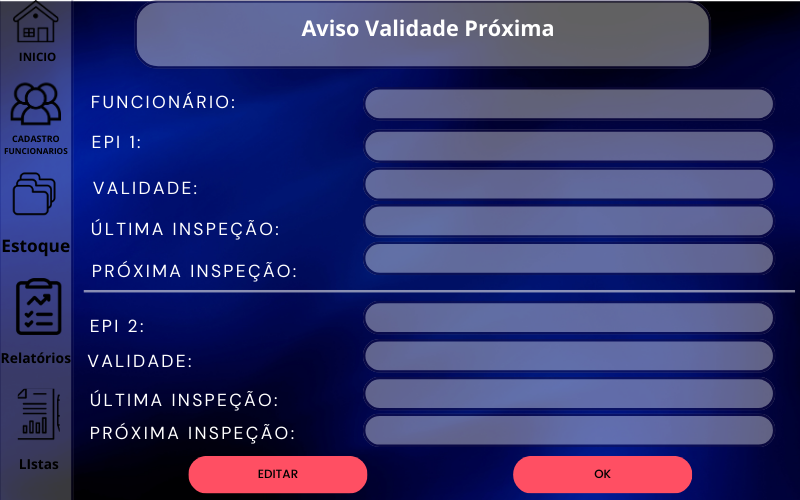 Aviso Validade Próxima
INICIO
CADASTRO
FUNCIONARIOS
Estoque
Relatórios
LIstas
FUNCIONÁRIO:
EPI 1:
VALIDADE:
ÚLTIMA INSPEÇÃO:
PRÓXIMA INSPEÇÃO:
EPI 2:
VALIDADE:
ÚLTIMA INSPEÇÃO:
PRÓXIMA INSPEÇÃO:
EDITAR
OK